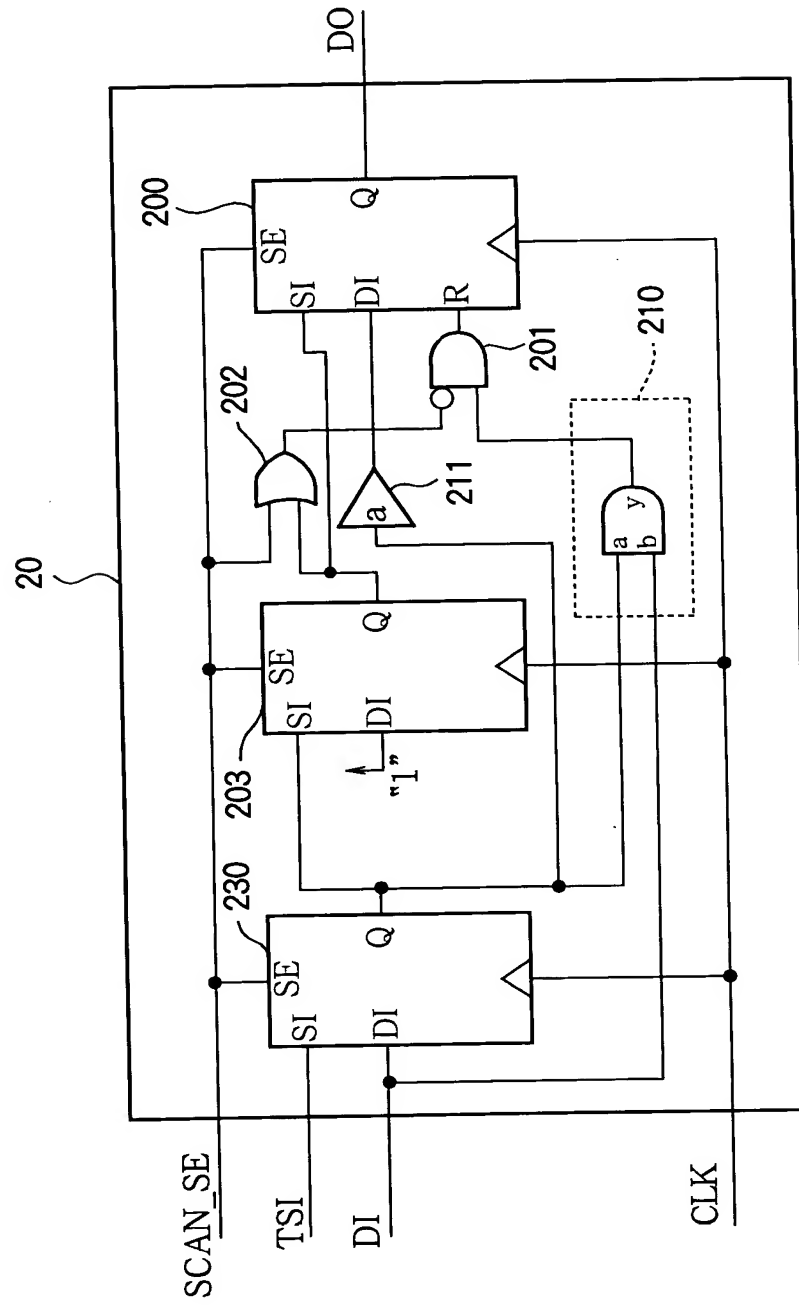 20
SCAN_SE
TSI
DI
CLK
DO
230
SE
SI
DI
Q
203
SE
SI
DI
Q
"1"
202
200
SE
SI
DI
R
Q
201
211
a
210
a
b
y